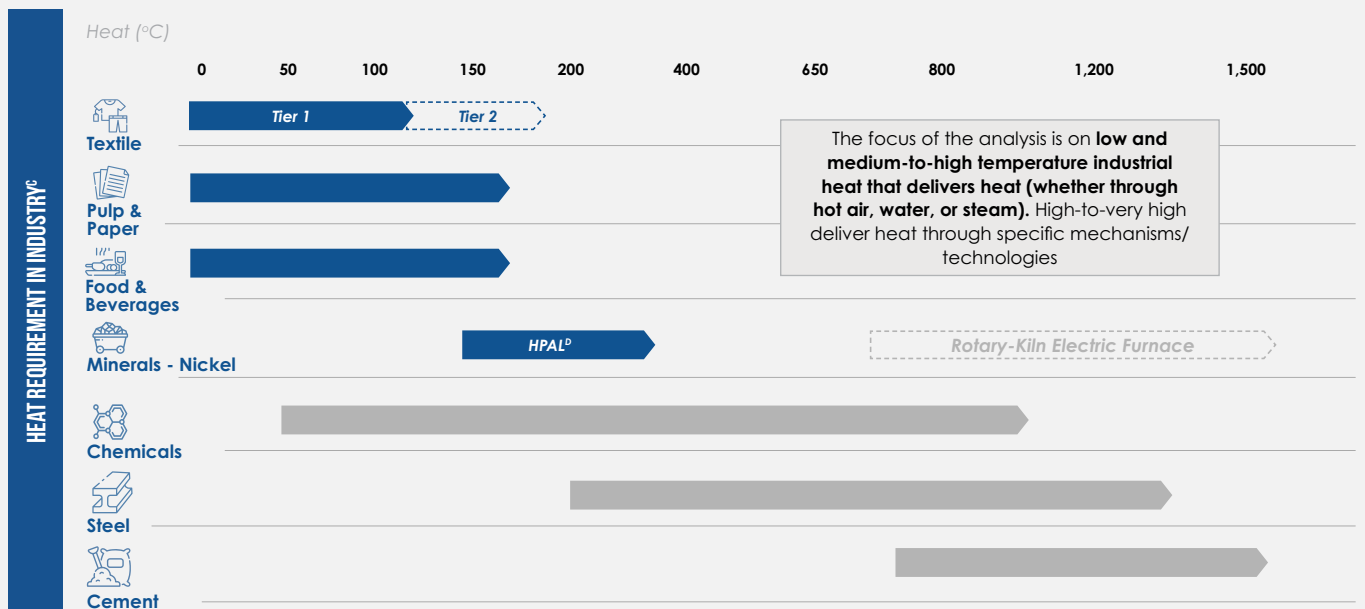 HEAT REQUIREMENT IN INDUSTRYᶜ
Heat (°C)
0 50 100 150 200 400 650 800 1,200 1,500
Textile
Tier 1
Tier 2
The focus of the analysis is on low and
medium-to-high temperature industrial
heat that delivers heat (whether through
hot air, water, or steam). High-to-very high
deliver heat through specific mechanisms/
technologies
Pulp &
Paper
Food &
Beverages
Minerals - Nickel
HPALᴰ
Rotary-Kiln Electric Furnace
Chemicals
Steel
Cement